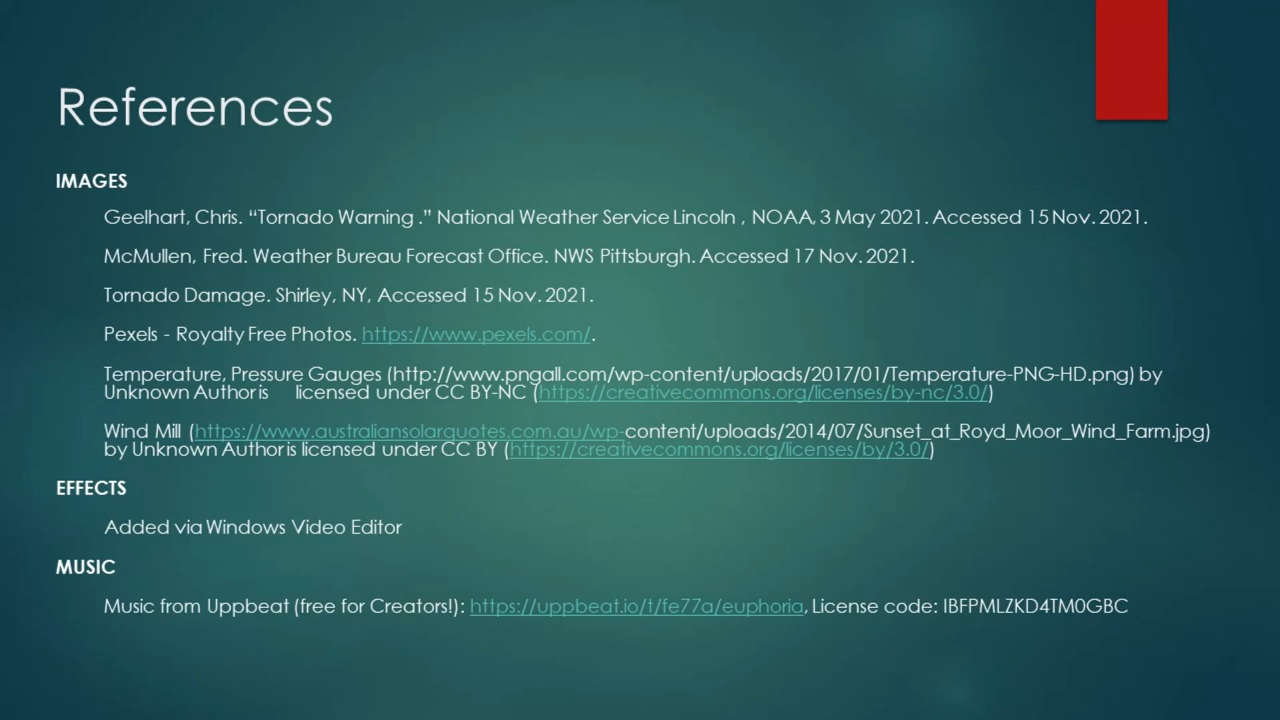 References
IMAGES
Geelhart, Chris. “Tornado Warning .” National Weather Service Lincoln , NOAA, 3 May 2021. Accessed 15 Nov. 2021.
McMullen, Fred. Weather Bureau Forecast Office. NWS Pittsburgh. Accessed 17 Nov. 2021.
Tornado Damage. Shirley, NY, Accessed 15 Nov. 2021.
Pexels - Royalty Free Photos. https://www.pexels.com/.
Temperature, Pressure Gauges (http://www.pngall.com/wp-content/uploads/2017/01/Temperature-PNG-HD.png) by
Unknown Author is licensed under CC BY-NC (https://creativecommons.org/licenses/by-nc/3.0/)
Wind Mill (https://www.australiansolarquotes.com.au/wp-content/uploads/2014/07/Sunset_at_Royd_Moor_Wind_Farm.jpg)
by Unknown Author is licensed under CC BY (https://creativecommons.org/licenses/by/3.0/)
EFFECTS
Added via Windows Video Editor
MUSIC
Music from Uppbeat (free for Creators!): https://uppbeat.io/t/fe77a/euphoria, License code: IBFPMLZKD4TM0GBC